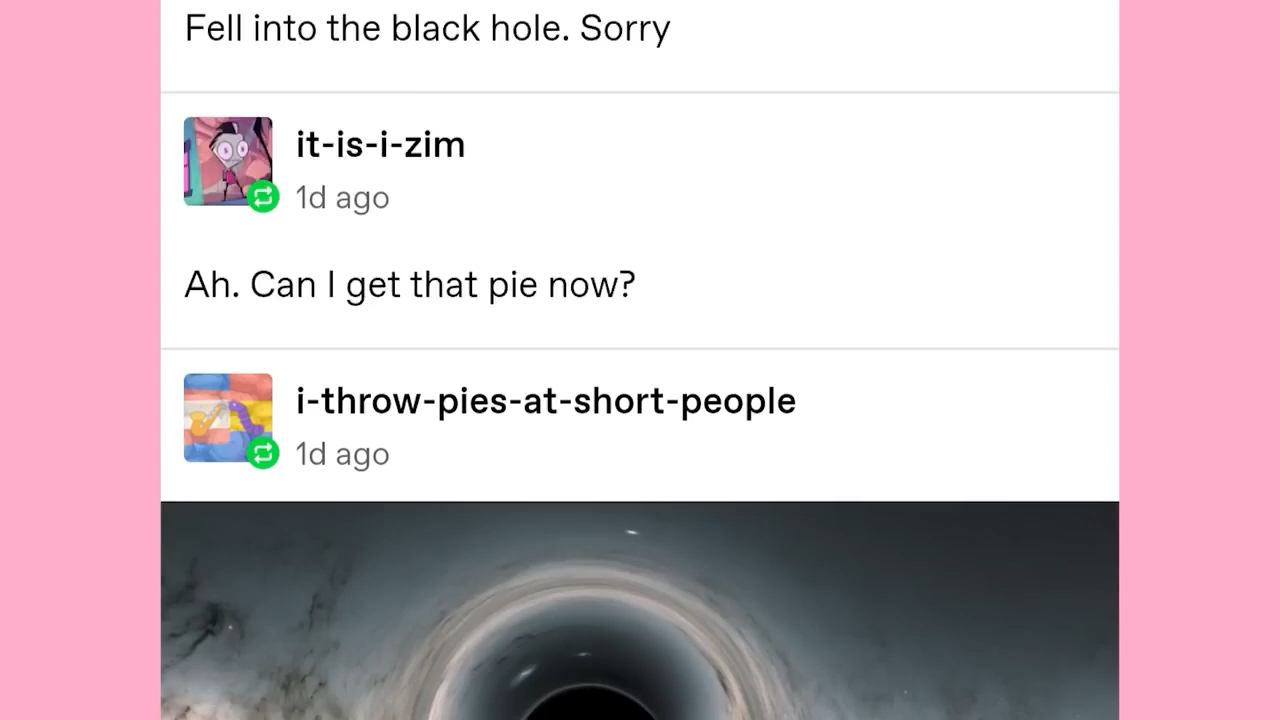 Fell into the black hole. Sorry
it-is-i-zim
1d ago
Ah. Can I get that pie now?
i-throw-pies-at-short-people
1d ago